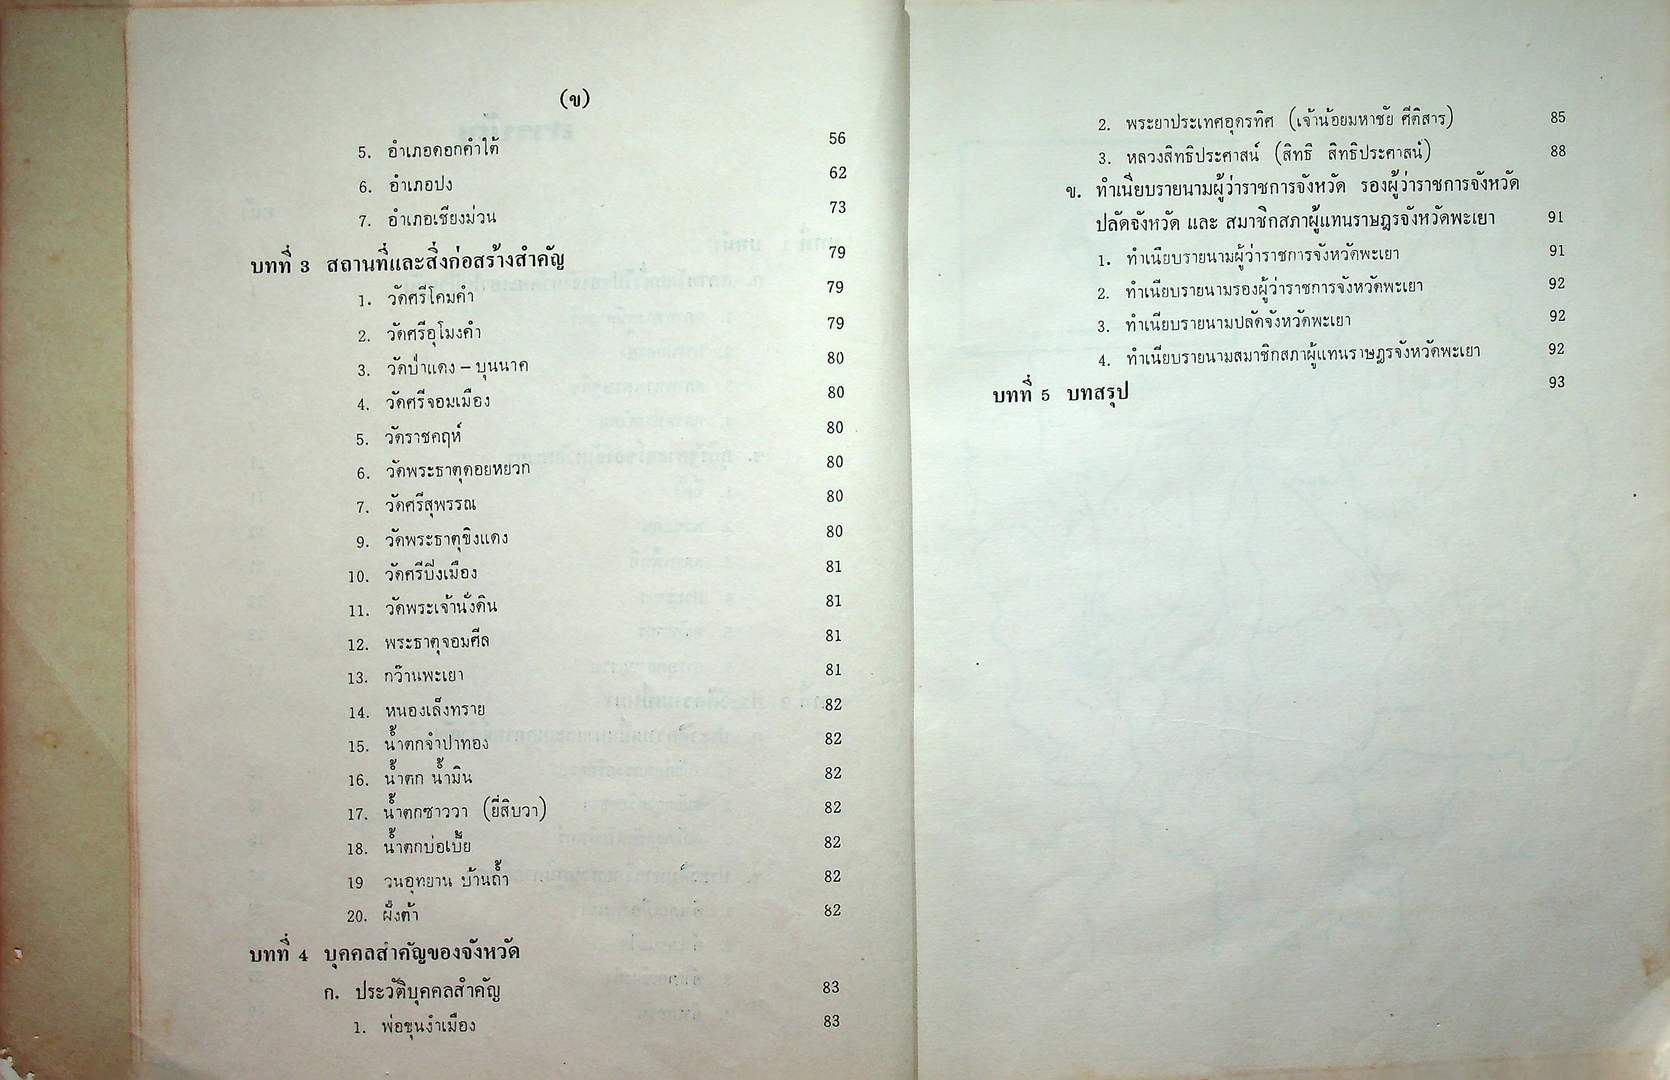 (ข)
5. อำเภอดอกคำใต้ 56
6. อำเภอปง 62
7. อำเภอเชียงม่วน 73
บทที่ 3 สถานที่และสิ่งก่อสร้างสำคัญ 79
1. วัดศรีโคมคำ 79
2. วัดศรีอุโมงคำ 79
3. วัดป่าแดง – บุนนาค 80
4. วัดศรีจอมเมือง 80
5. วัดราชคฤห์ 80
6. วัดพระธาตุดอยหยวก 80
7. วัดศรีสุพรรณ 80
9. วัดพระธาตุขิงแดง 80
10. วัดศรีปิ่งเมือง 81
11. วัดพระเจ้านั่งดิน 81
12. พระธาตุจอมศีล 81
13. กว๊านพะเยา 81
14. หนองเล็งทราย 82
15. น้ำตกจำปาทอง 82
16. น้ำตก น้ำมิน 82
17. น้ำตกซาววา (ยี่สิบวา) 82
18. น้ำตกบ่อเบี้ย 82
19 วนอุทยาน บ้านถ้ำ 82
20. ผิ้งต้า 82
บทที่ 4 บุคคลสำคัญของจังหวัด
ก. ประวัติบุคคลสำคัญ 83
1. พ่อขุนงำเมือง 83
2. พระยาประเทศอุดรทิศ (เจ้าน้อยมหาชัย ศีติสาร) 85
3. หลวงสิทธิประศาสน์ (สิทธิ สิทธิประศาสน์) 88
ข. ทำเนียบรายนามผู้ว่าราชการจังหวัด รองผู้ว่าราชการจังหวัด
ปลัดจังหวัด และ สมาชิกสภาผู้แทนราษฎรจังหวัดพะเยา 91
1. ทำเนียบรายนามผู้ว่าราชการจังหวัดพะเยา 91
2. ทำเนียบรายนามรองผู้ว่าราชการจังหวัดพะเยา 92
3. ทำเนียบรายนามปลัดจังหวัดพะเยา 92
4. ทำเนียบรายนามสมาชิกสภาผู้แทนราษฎรจังหวัดพะเยา 92
บทที่ 5 บทสรุป 93